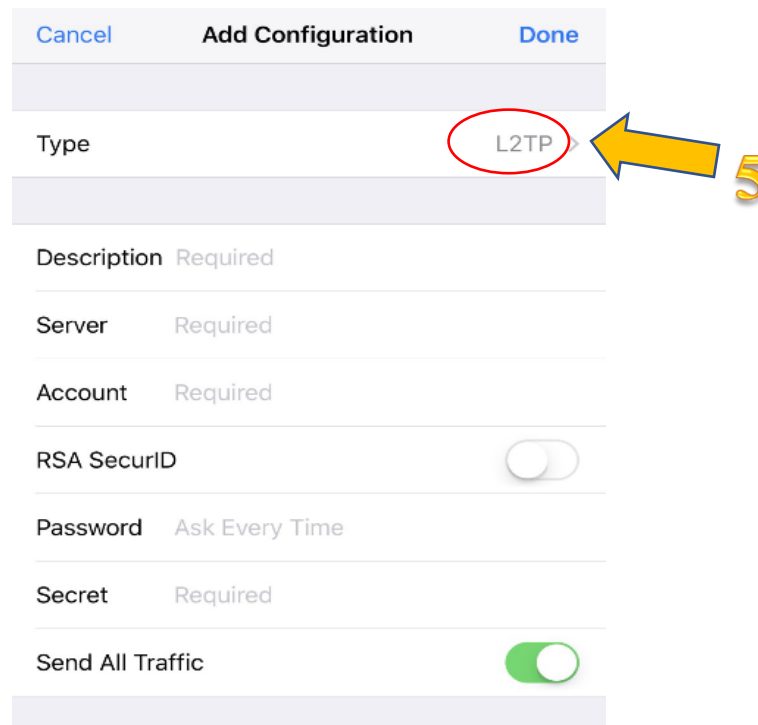 Cancel Add Configuration Done
Type L2TP >
5
Description Required
Server Required
Account Required
RSA SecurID
Password Ask Every Time
Secret Required
Send All Traffic